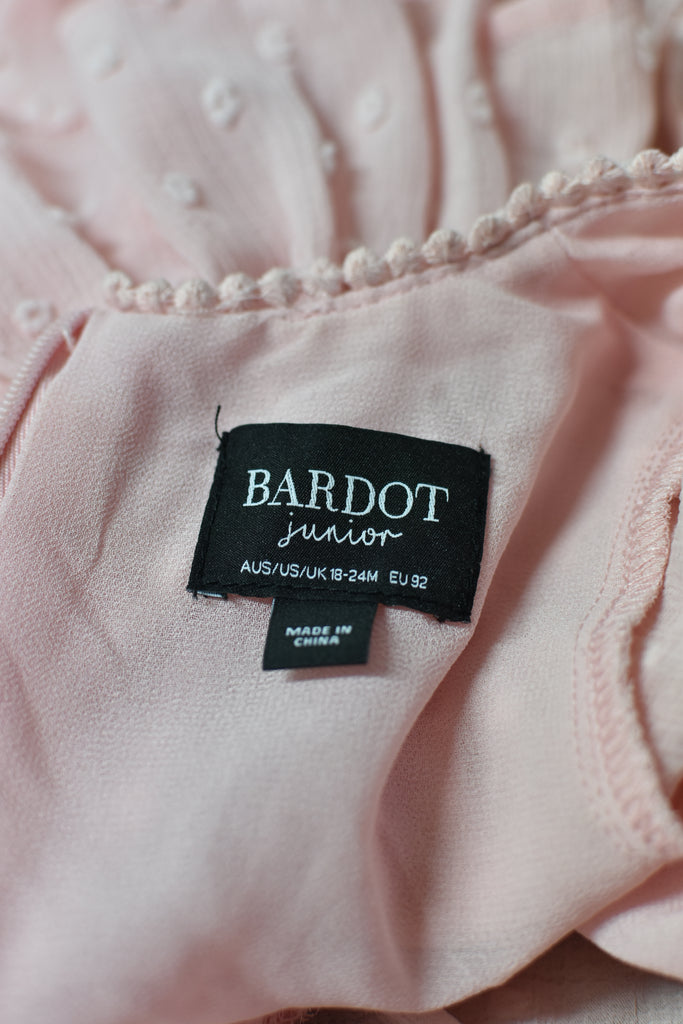 BARDOT
junior
AUS/US/UK 18-24M EU 92
MADE IN
CHINA